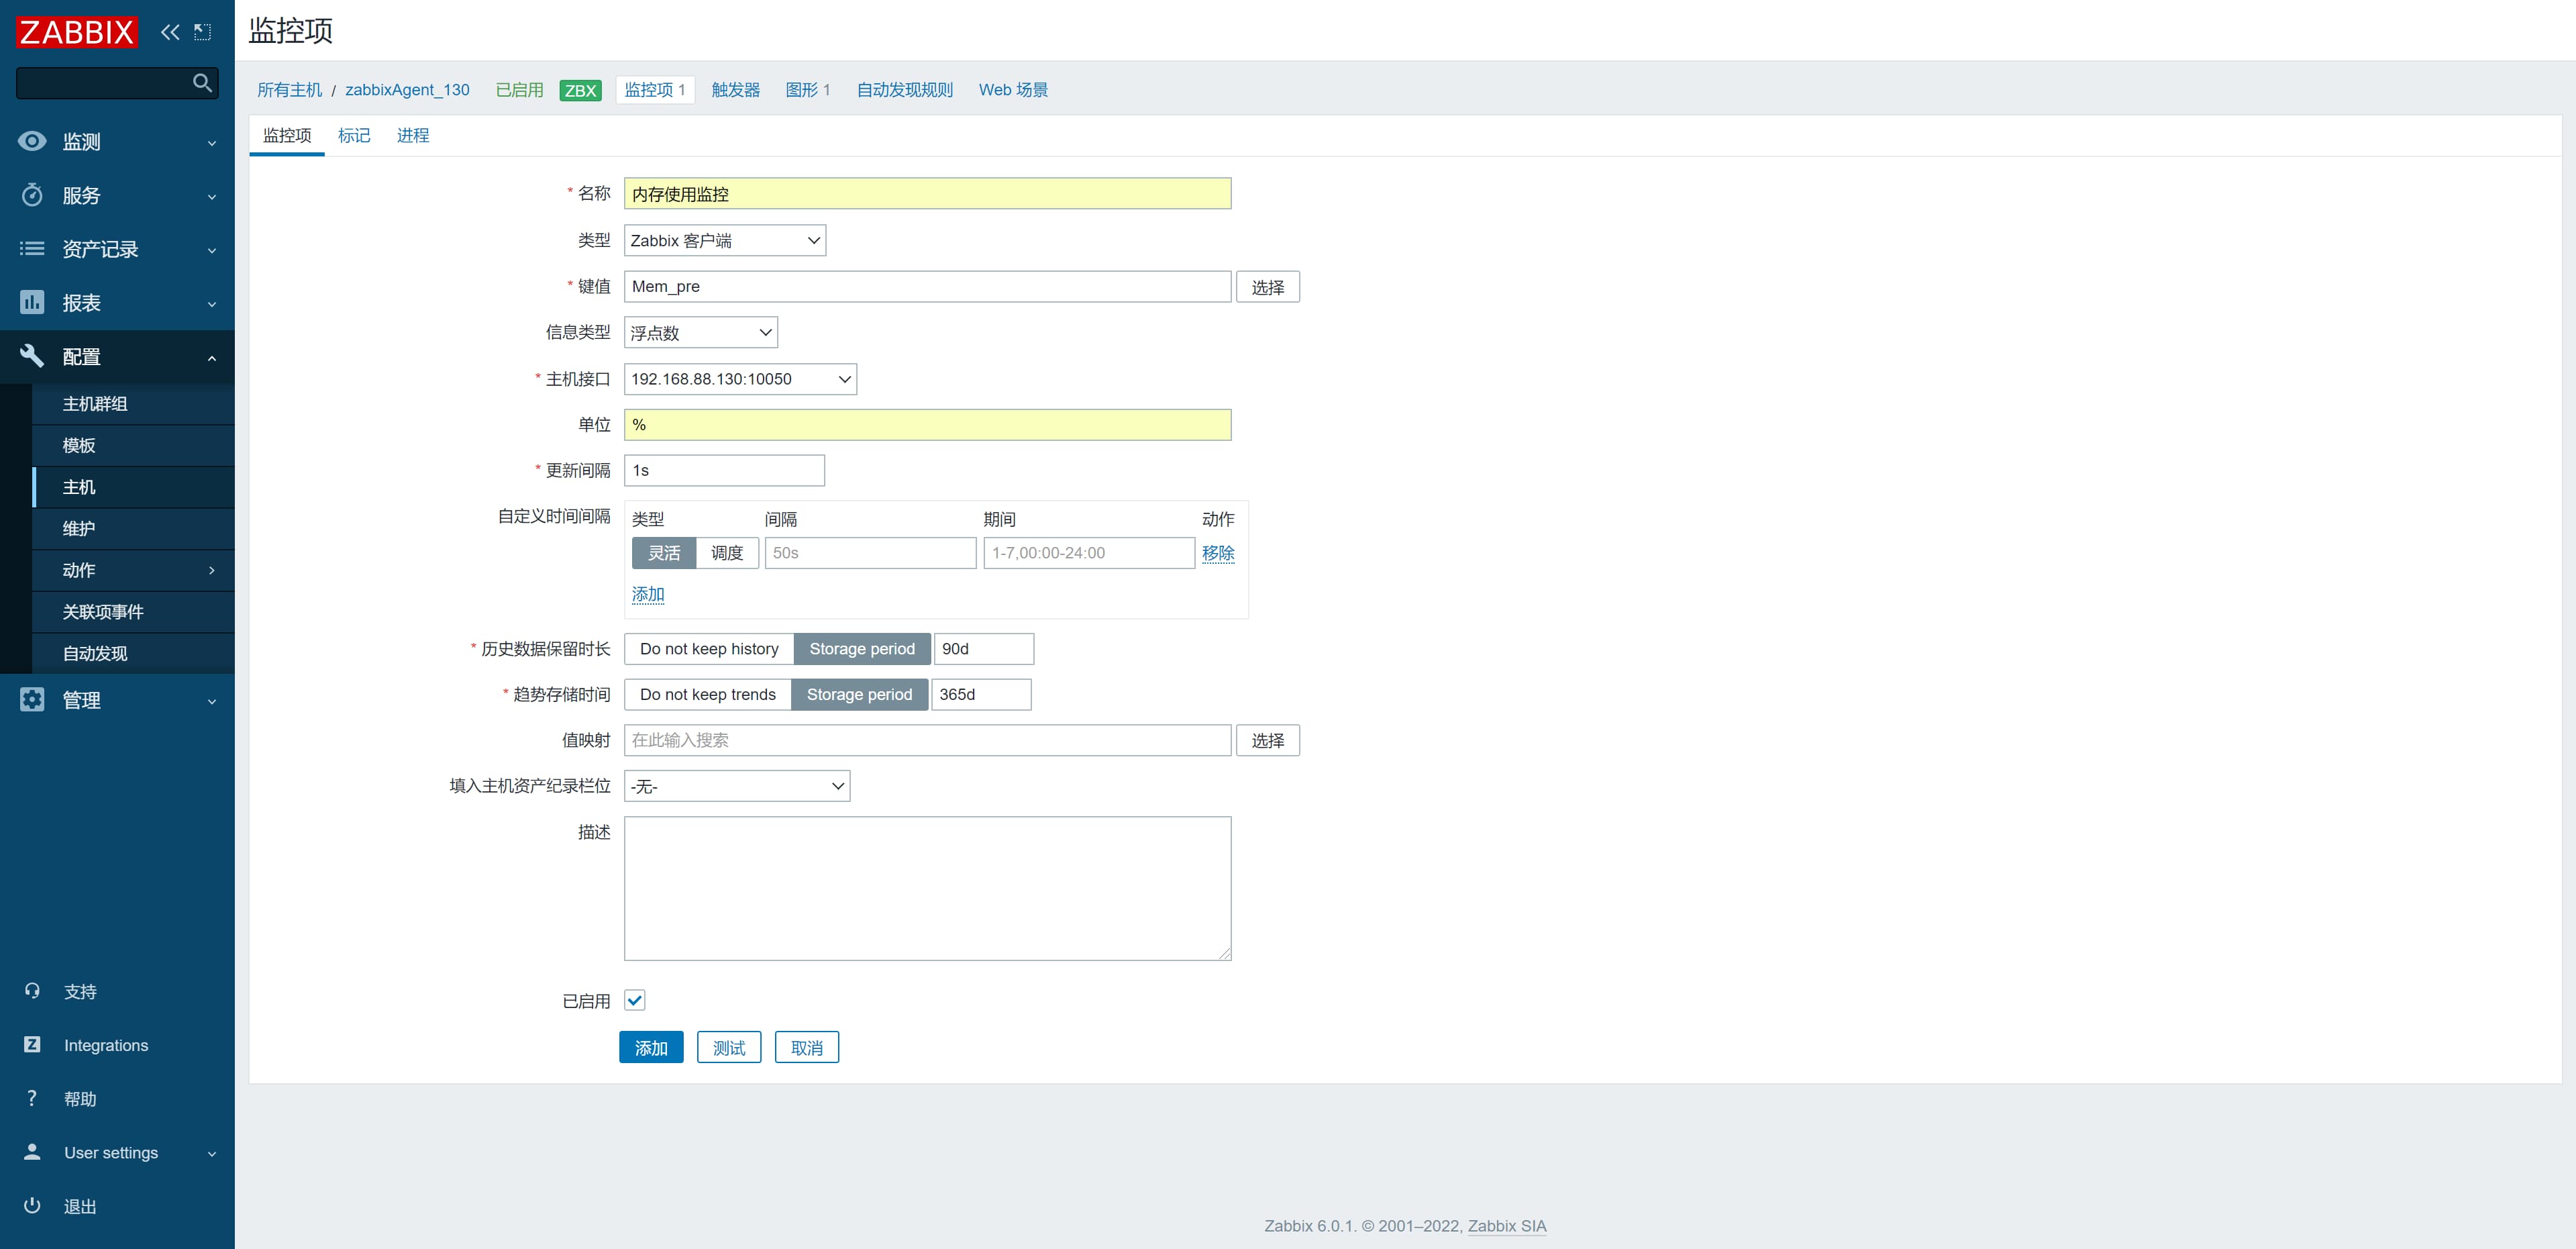 ZABBIX
监控项
所有主机 / zabbixAgent_130 已启用 ZBX 监控项 1 触发器 图形 1 自动发现规则 Web 场景
监控项 标记 进程
监测
服务
资产记录
报表
配置
主机群组
模板
主机
维护
动作
关联项事件
自动发现
管理
支持
Integrations
? 帮助
User settings
退出
* 名称 内存使用监控
类型 Zabbix 客户端
* 键值 Mem_pre 选择
信息类型 浮点数
* 主机接口 192.168.88.130:10050
单位 %
* 更新间隔 1s
自定义时间间隔 类型 间隔 期间 动作
灵活 调度 50s 1-7,00:00-24:00 移除
添加
* 历史数据保留时长 Do not keep history Storage period 90d
* 趋势存储时间 Do not keep trends Storage period 365d
值映射 在此输入搜索 选择
填入主机资产纪录栏位 -无-
描述
已启用
添加 测试 取消
Zabbix 6.0.1. © 2001–2022, Zabbix SIA